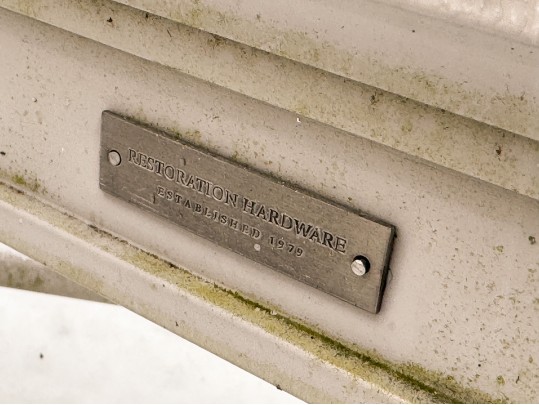 RESTORATION HARDWARE
ESTABLISHED 1979